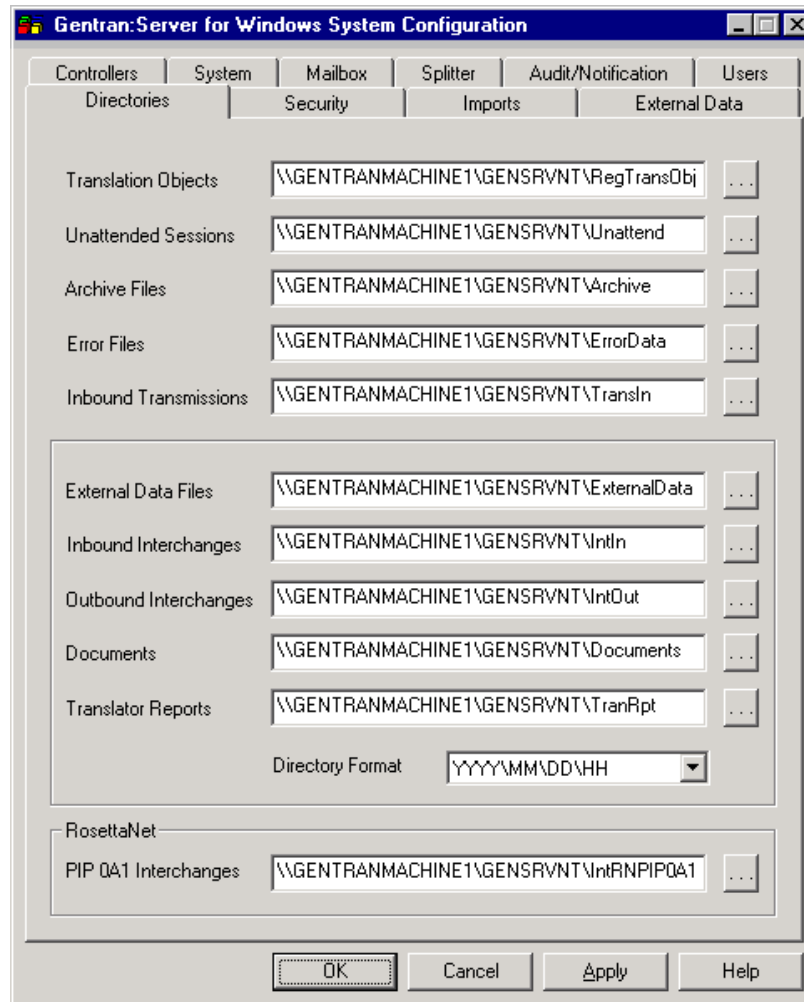 Gentran:Server for Windows System Configuration
Controllers System Mailbox Splitter Audit/Notification Users
Directories Security Imports External Data
Translation Objects \\GENTRANMACHINE1\GENSRVNT\RegTransObj ...
Unattended Sessions \\GENTRANMACHINE1\GENSRVNT\Unattend ...
Archive Files \\GENTRANMACHINE1\GENSRVNT\Archive ...
Error Files \\GENTRANMACHINE1\GENSRVNT\ErrorData ...
Inbound Transmissions \\GENTRANMACHINE1\GENSRVNT\TransIn ...
External Data Files \\GENTRANMACHINE1\GENSRVNT\ExternalData ...
Inbound Interchanges \\GENTRANMACHINE1\GENSRVNT\IntIn ...
Outbound Interchanges \\GENTRANMACHINE1\GENSRVNT\IntOut ...
Documents \\GENTRANMACHINE1\GENSRVNT\Documents ...
Translator Reports \\GENTRANMACHINE1\GENSRVNT\TranRpt ...
Directory Format YYYY\MM\DD\HH
RosettaNet
PIP 0A1 Interchanges \\GENTRANMACHINE1\GENSRVNT\IntRNPIP0A1 ...
OK Cancel Apply Help